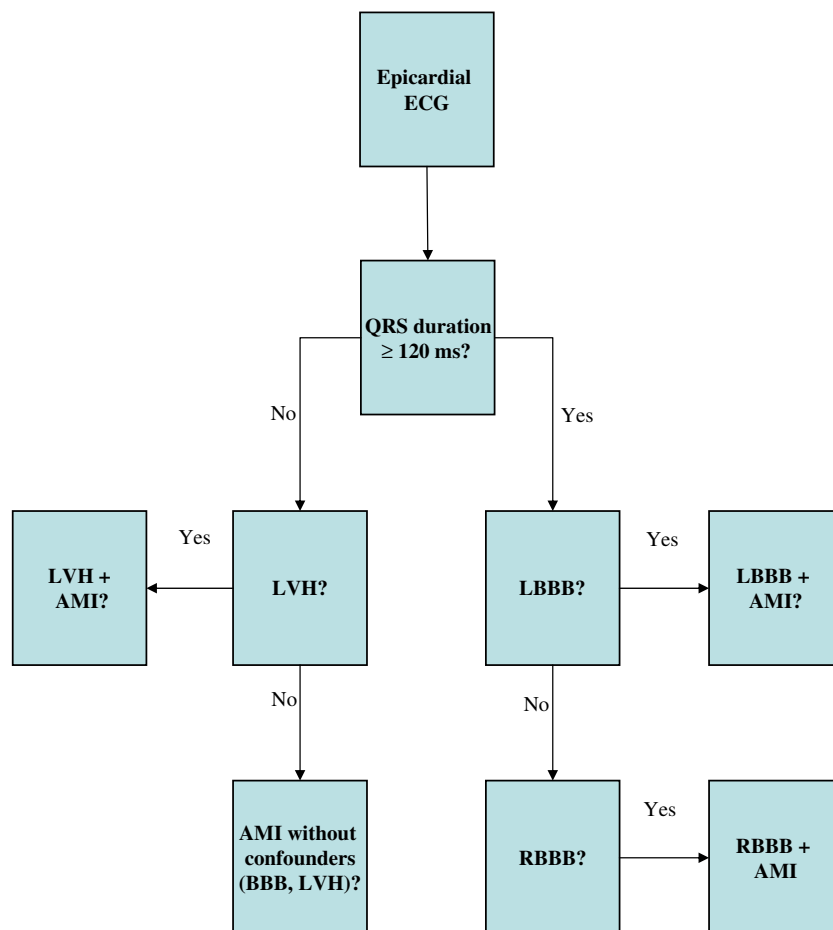 Epicardial
ECG
QRS duration
≥ 120 ms?
No
Yes
LVH +
AMI?
Yes
LVH?
LBBB?
Yes
LBBB +
AMI?
No
No
AMI without
confounders
(BBB, LVH)?
RBBB?
Yes
RBBB +
AMI